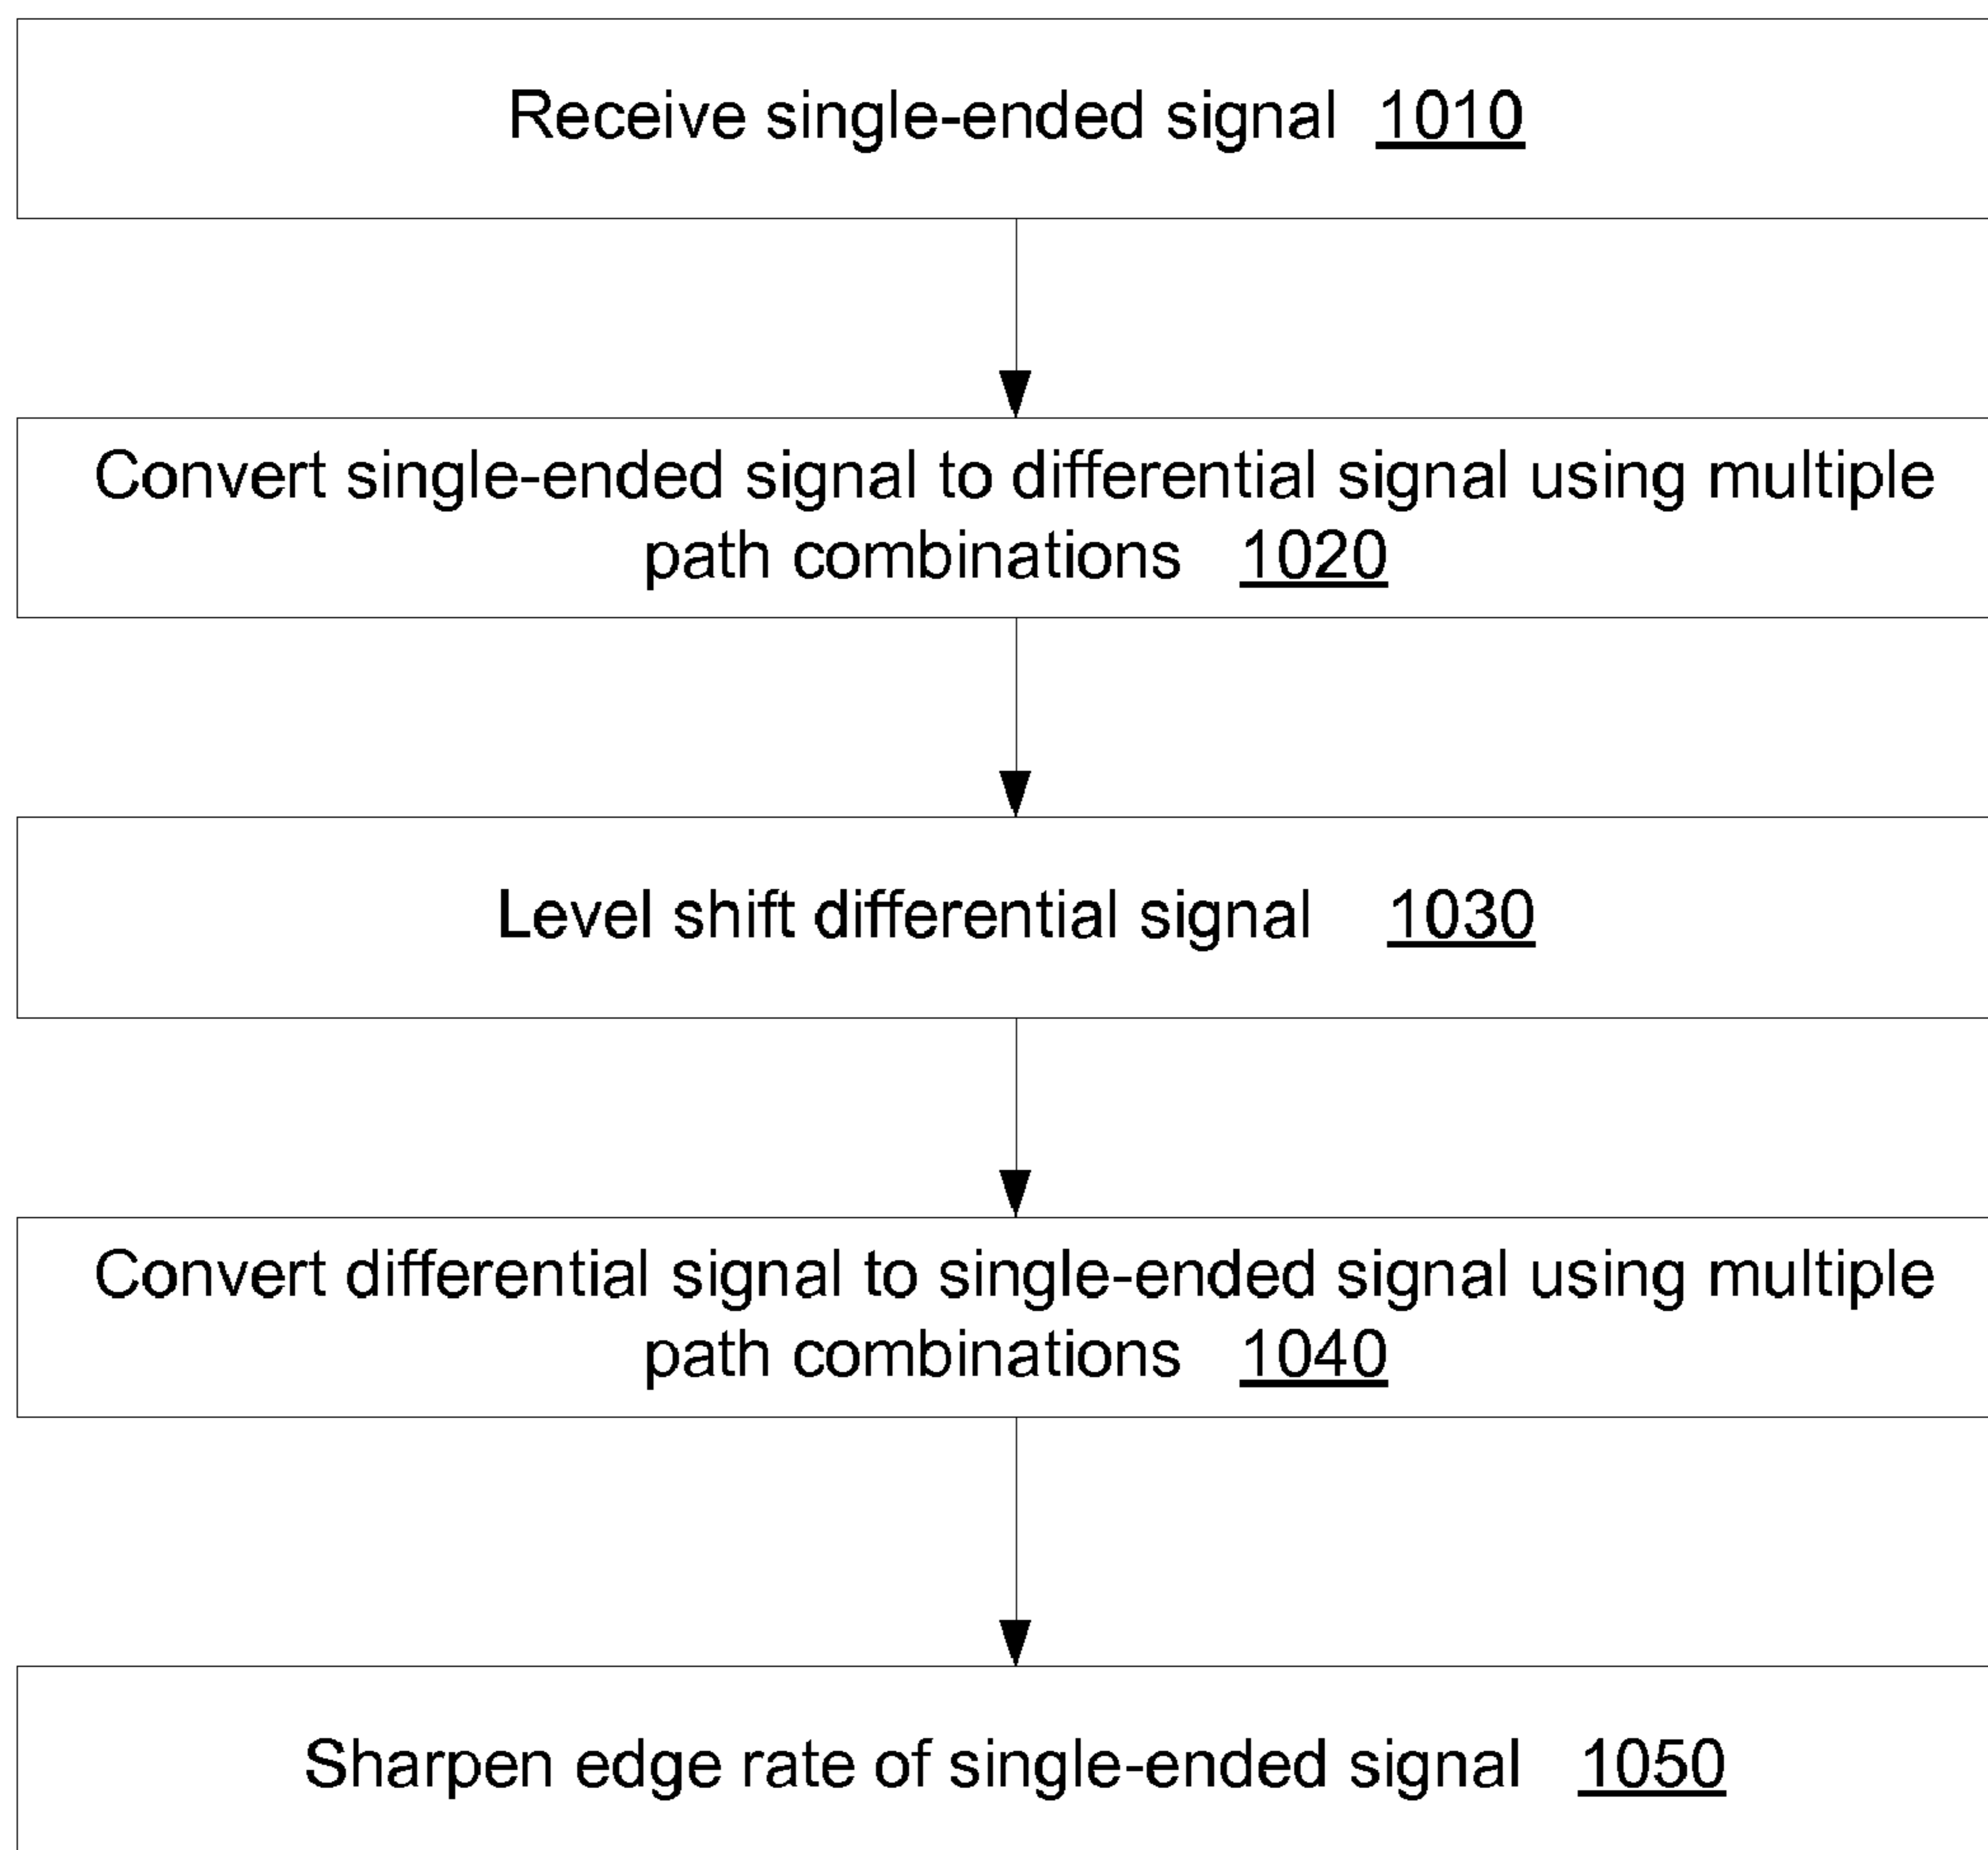 Receive single-ended signal 1010
Convert single-ended signal to differential signal using multiple
path combinations 1020
Level shift differential signal 1030
Convert differential signal to single-ended signal using multiple
path combinations 1040
Sharpen edge rate of single-ended signal 1050